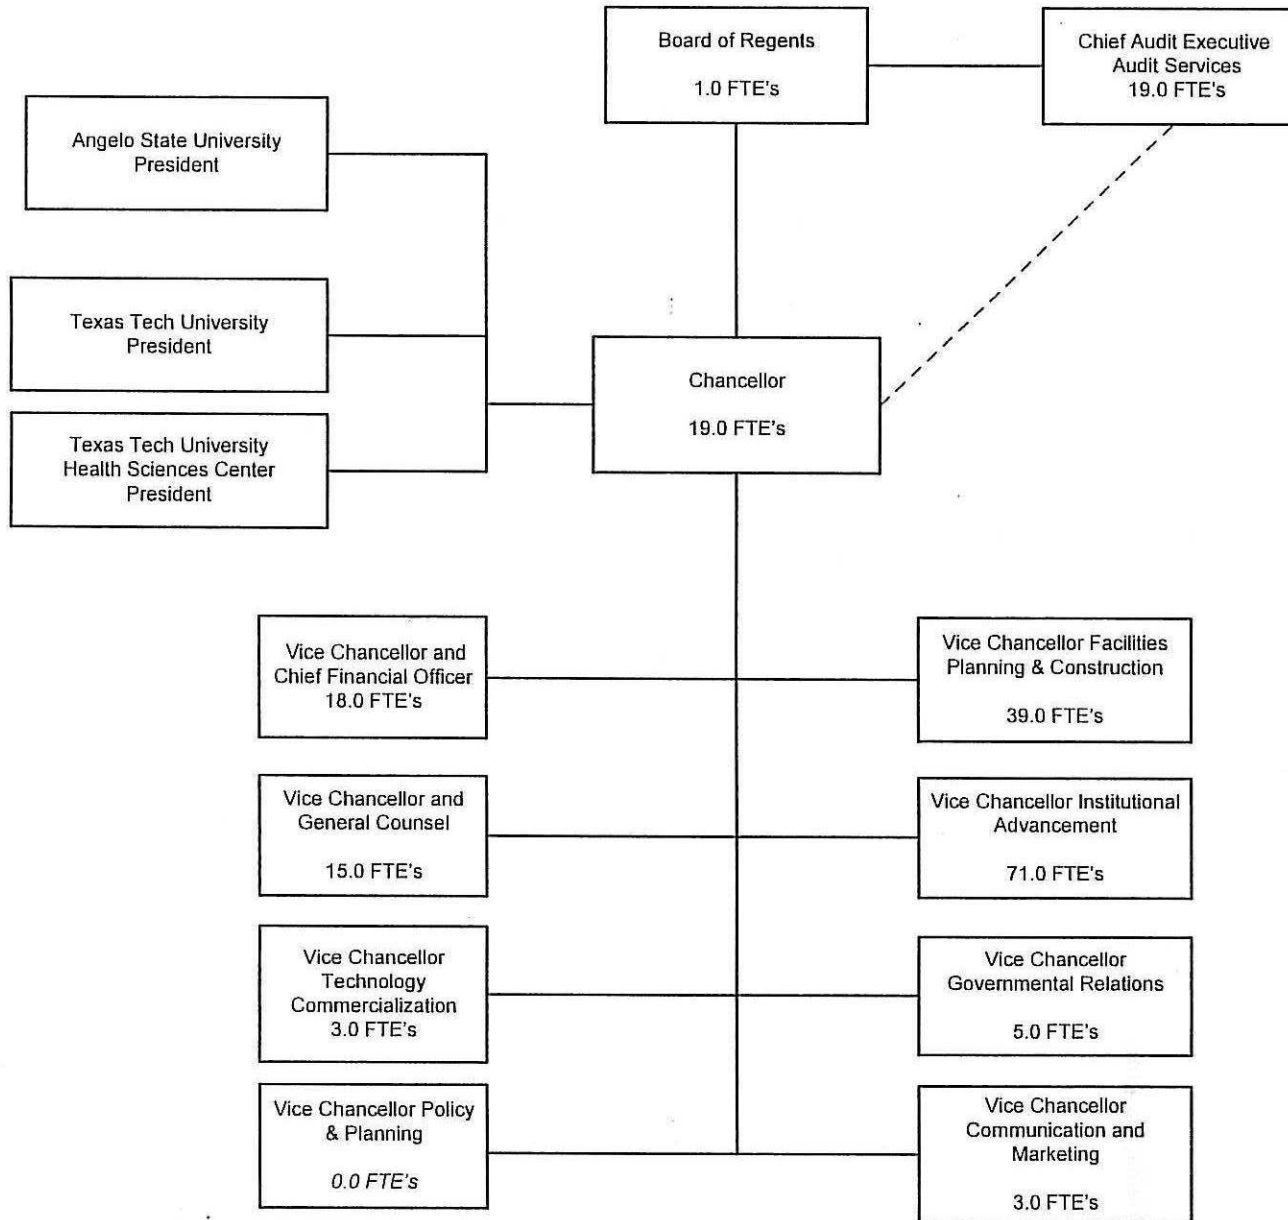 Board of Regents
1.0 FTE's
Chief Audit Executive
Audit Services
19.0 FTE's
Angelo State University
President
Texas Tech University
President
Texas Tech University
Health Sciences Center
President
Chancellor
19.0 FTE's
Vice Chancellor and
Chief Financial Officer
18.0 FTE's
Vice Chancellor Facilities
Planning & Construction
39.0 FTE's
Vice Chancellor and
General Counsel
15.0 FTE's
Vice Chancellor Institutional
Advancement
71.0 FTE's
Vice Chancellor
Technology
Commercialization
3.0 FTE's
Vice Chancellor
Governmental Relations
5.0 FTE's
Vice Chancellor Policy
& Planning
0.0 FTE's
Vice Chancellor
Communication and
Marketing
3.0 FTE's